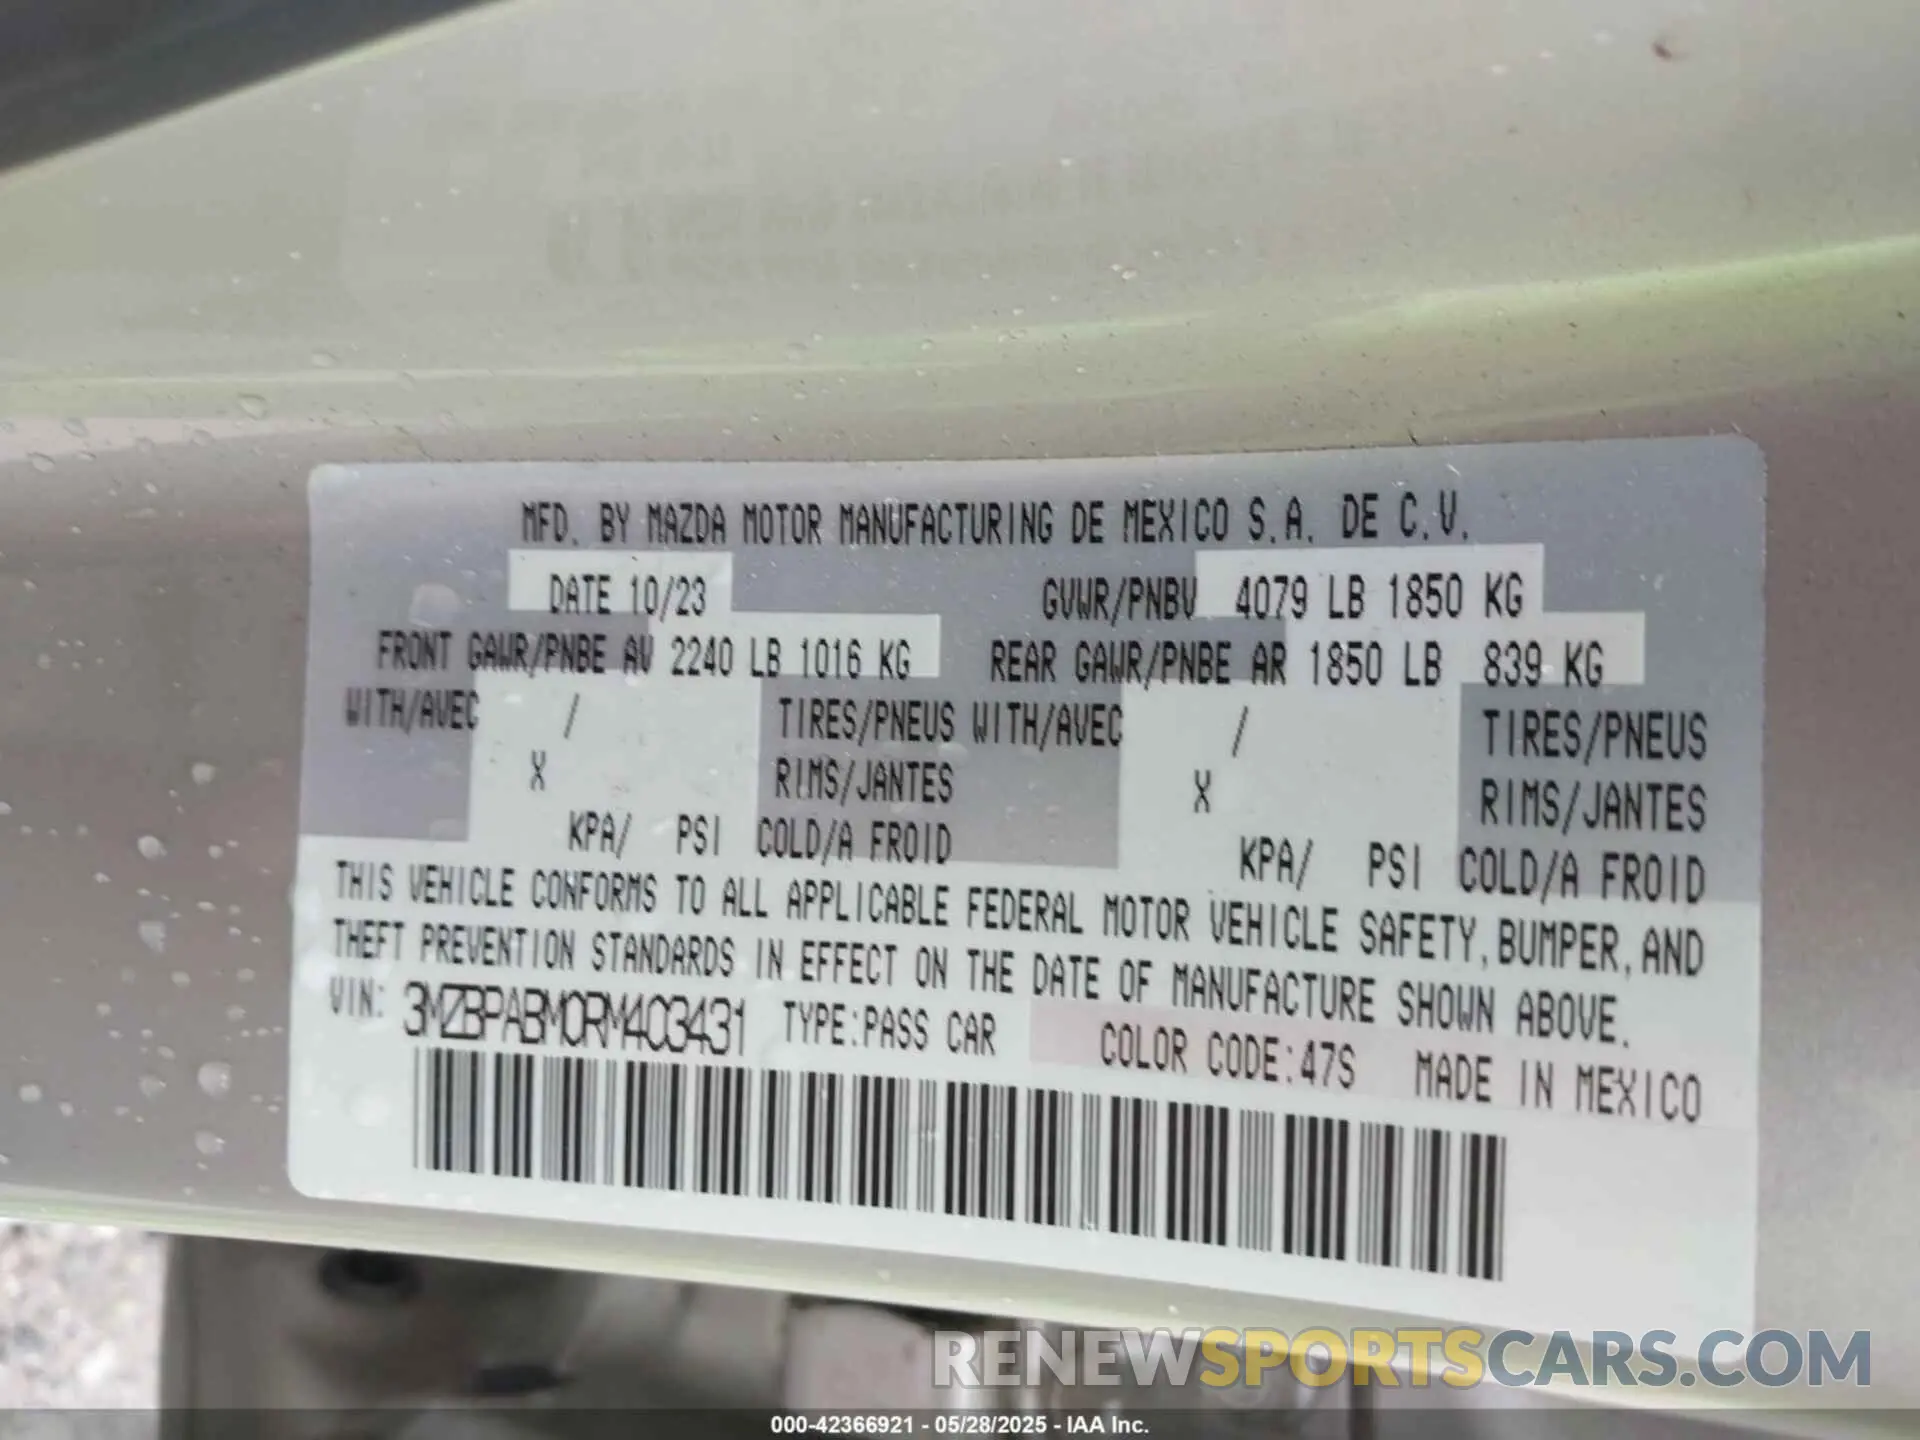 MFD. BY MAZDA MOTOR MANUFACTURING DE MEXICO S.A. DE C.V.
DATE 10/23 GVWR/PNBV 4079 LB 1850 KG
FRONT GAWR/PNBE AV 2240 LB 1016 KG REAR GAWR/PNBE AR 1850 LB 839 KG
WITH/AVEC / TIRES/PNEUS WITH/AVEC / TIRES/PNEUS
X RIMS/JANTES X RIMS/JANTES
KPA/ PSI COLD/A FROID KPA/ PSI COLD/A FROID
THIS VEHICLE CONFORMS TO ALL APPLICABLE FEDERAL MOTOR VEHICLE SAFETY, BUMPER, AND
THEFT PREVENTION STANDARDS IN EFFECT ON THE DATE OF MANUFACTURE SHOWN ABOVE.
VIN: 3MZBPABM0RM403431 TYPE:PASS CAR COLOR CODE:47S MADE IN MEXICO
RENEWSPORTSCARS.COM
000-42366921 - 05/28/2025 - IAA Inc.